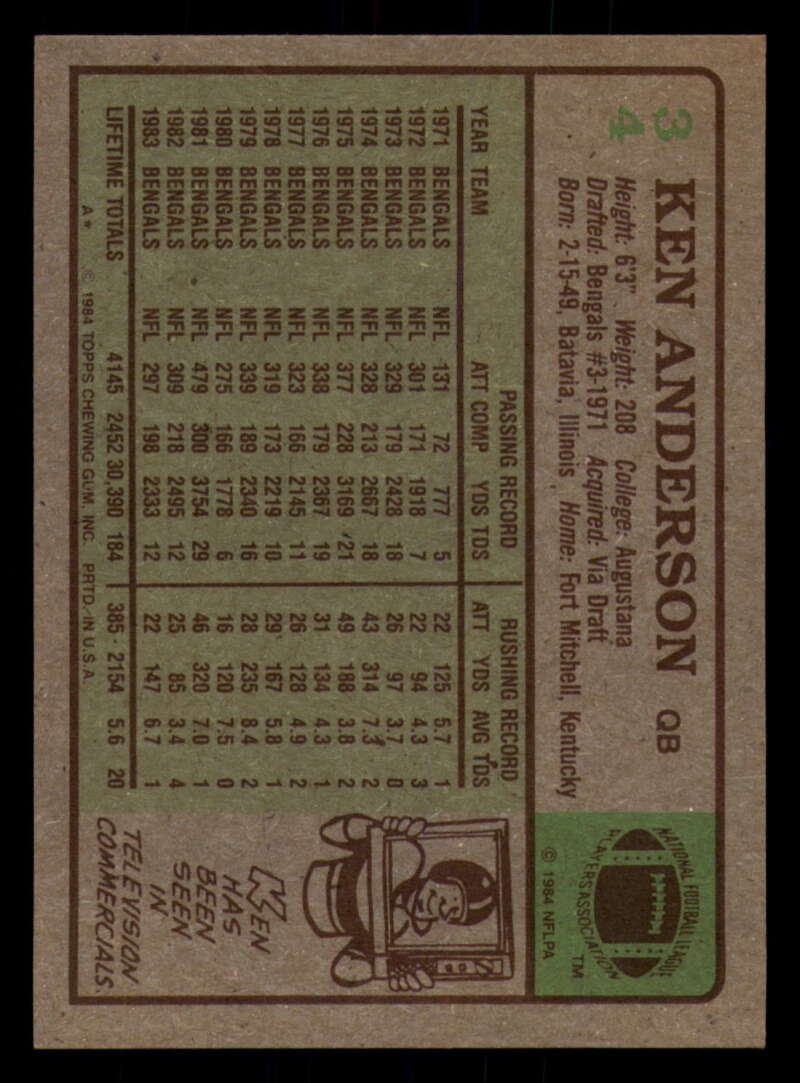 34
KEN ANDERSON QB
Height: 6'3" Weight: 208 College: Augustana
Drafted: Bengals #3-1971 Acquired: Via Draft
Born: 2-15-49, Batavia, Illinois Home: Fort Mitchell, Kentucky
NATIONAL FOOTBALL LEAGUE
PLAYERS ASSOCIATION
TM
© 1984 NFLPA
PASSING RECORD RUSHING RECORD
YEAR TEAM ATT COMP YDS TDS ATT YDS AVG TDS
1971 BENGALS NFL 131 72 777 5 22 125 5.7 1
1972 BENGALS NFL 301 171 1918 7 22 94 4.3 3
1973 BENGALS NFL 329 179 2428 18 26 97 3.7 0
1974 BENGALS NFL 328 213 2667 18 43 314 7.3 2
1975 BENGALS NFL 377 228 3169 21 49 188 3.8 2
1976 BENGALS NFL 338 179 2367 19 31 134 4.3 1
1977 BENGALS NFL 323 166 2145 11 26 128 4.9 2
1978 BENGALS NFL 319 173 2219 10 29 167 5.8 1
1979 BENGALS NFL 339 189 2340 16 28 235 8.4 2
1980 BENGALS NFL 275 166 1778 6 16 120 7.5 0
1981 BENGALS NFL 479 300 3754 29 46 320 7.0 1
1982 BENGALS NFL 309 218 2495 12 25 85 3.4 4
1983 BENGALS NFL 297 198 2333 12 22 147 6.7 1
LIFETIME TOTALS 4145 2452 30,390 184 385 2154 5.6 20
A* © 1984 TOPPS CHEWING GUM, INC. PRTD. IN U.S.A.
KEN
HAS
BEEN
SEEN
IN
TELEVISION
COMMERCIALS.